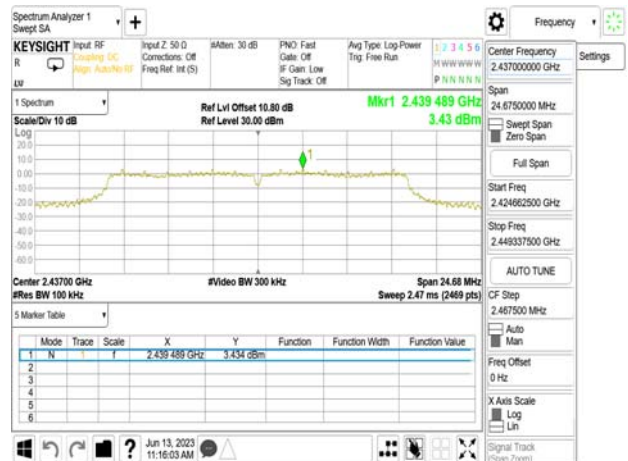 Spectrum Analyzer 1
Swept SA
+
Frequency
Settings
KEYSIGHT
R
Input: RF
Coupling: DC
Align: Auto/No RF
Input Z: 50 Ω
Corrections: Off
Freq Ref: Int (S)
#Atten: 30 dB
PNO: Fast
Gate: Off
IF Gain: Low
Sig Track: Off
Avg Type: Log-Power
Trig: Free Run
1 2 3 4 5 6
M W W W W W
P N N N N N
1 Spectrum
Scale/Div 10 dB
Ref Lvl Offset 10.80 dB
Ref Level 30.00 dBm
Mkr1 2.439 489 GHz
3.43 dBm
Log
20.0
10.0
0.00
-10.0
-20.0
-30.0
-40.0
-50.0
-60.0
1
Center 2.43700 GHz
#Res BW 100 kHz
#Video BW 300 kHz
Span 24.68 MHz
Sweep 2.47 ms (2469 pts)
5 Marker Table
Mode Trace Scale X Y Function Function Width Function Value
1 N 1 f 2.439 489 GHz 3.434 dBm
2
3
4
5
6
Center Frequency
2.437000000 GHz
Span
24.6750000 MHz
Swept Span
Zero Span
Full Span
Start Freq
2.424662500 GHz
Stop Freq
2.449337500 GHz
AUTO TUNE
CF Step
2.467500 MHz
Auto
Man
Freq Offset
0 Hz
X Axis Scale
Log
Lin
Signal Track
(Span Zoom)
?
Jun 13, 2023
11:16:03 AM